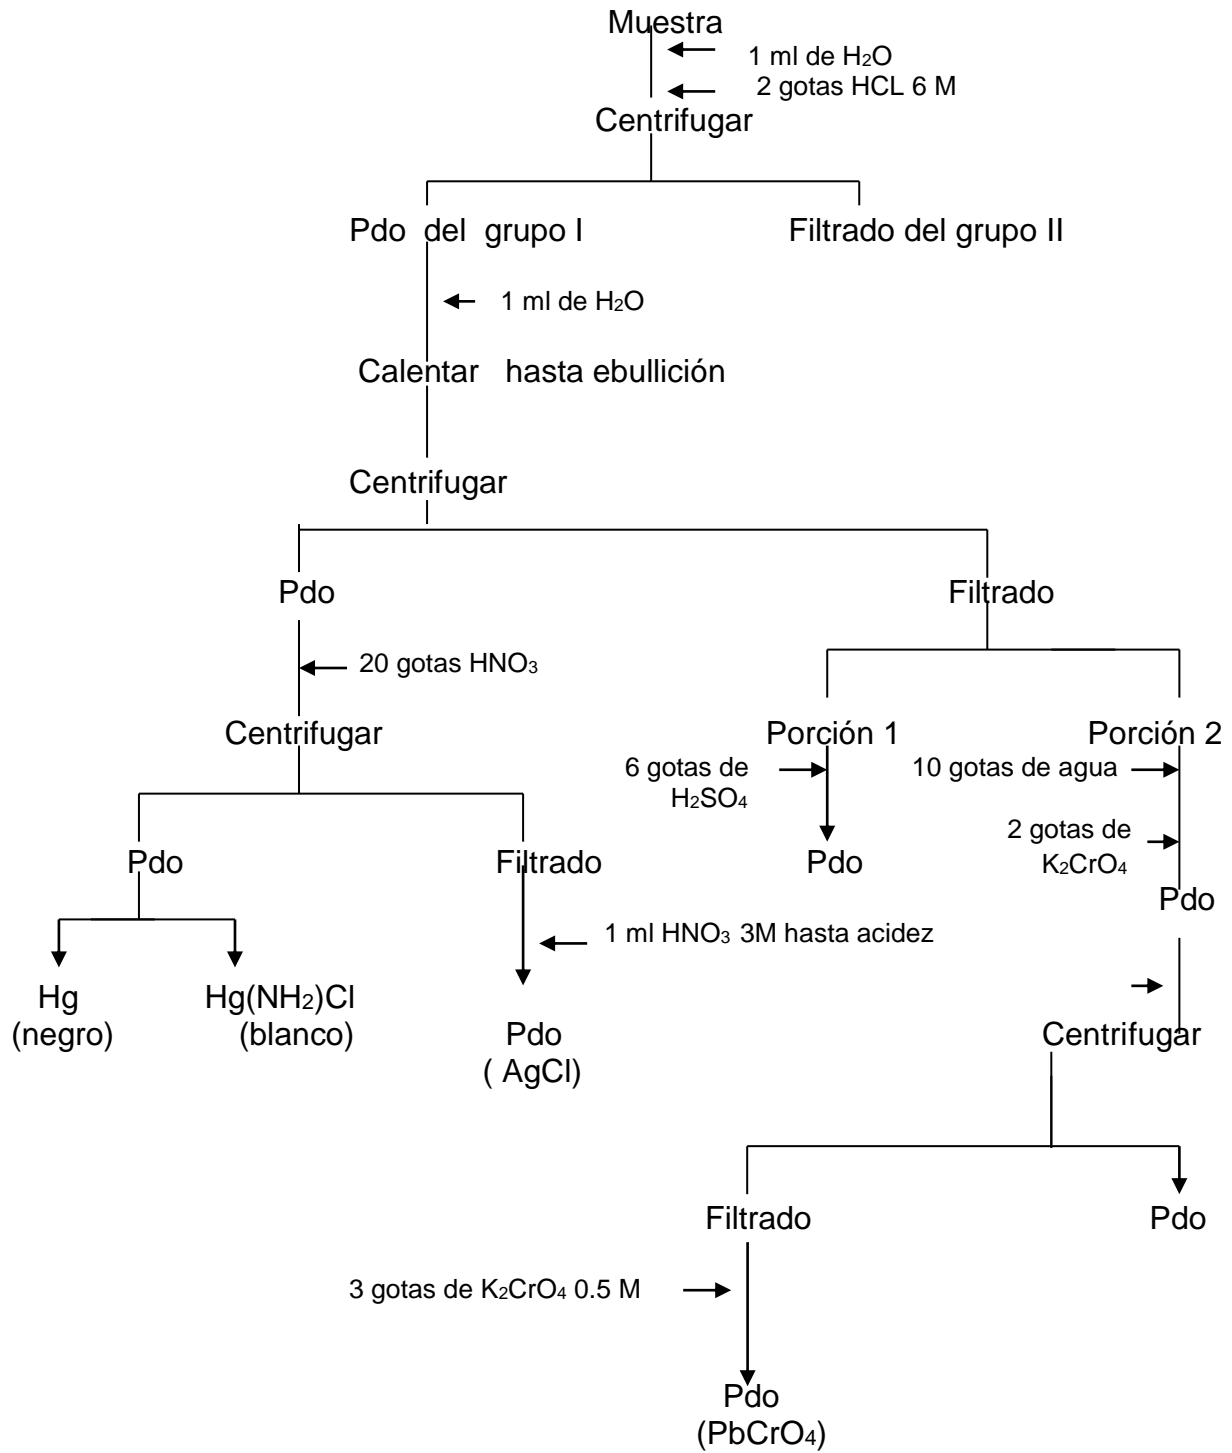 Muestra
1 ml de H₂O
2 gotas HCL 6 M
Centrifugar
Pdo del grupo I
Filtrado del grupo II
1 ml de H₂O
Calentar hasta ebullición
Centrifugar
Pdo
Filtrado
20 gotas HNO₃
Centrifugar
Porción 1
Porción 2
6 gotas de
H₂SO₄
10 gotas de agua
2 gotas de
K₂CrO₄
Pdo
Filtrado
Pdo
Pdo
1 ml HNO₃ 3M hasta acidez
Hg
(negro)
Hg(NH₂)Cl
(blanco)
Pdo
( AgCl)
Centrifugar
Filtrado
Pdo
3 gotas de K₂CrO₄ 0.5 M
Pdo
(PbCrO₄)